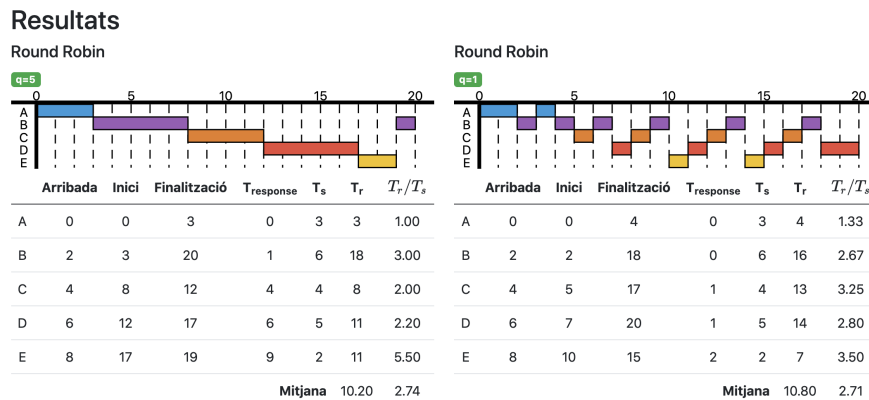 Resultats
Round Robin
q=5
0 5 10 15 20
A
B
C
D
E
Arribada Inici Finalització Tresponse Ts Tr Tr/Ts
A 0 0 3 0 3 3 1.00
B 2 3 20 1 6 18 3.00
C 4 8 12 4 4 8 2.00
D 6 12 17 6 5 11 2.20
E 8 17 19 9 2 11 5.50
Mitjana 10.20 2.74
Round Robin
q=1
0 5 10 15 20
A
B
C
D
E
Arribada Inici Finalització Tresponse Ts Tr Tr/Ts
A 0 0 4 0 3 4 1.33
B 2 2 18 0 6 16 2.67
C 4 5 17 1 4 13 3.25
D 6 7 20 1 5 14 2.80
E 8 10 15 2 2 7 3.50
Mitjana 10.80 2.71